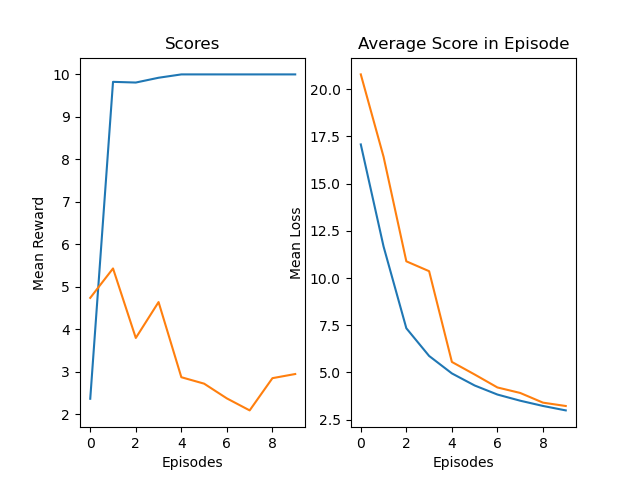 Scores
Mean Reward
10
9
8
7
6
5
4
3
2
0 2 4 6 8
Episodes
Average Score in Episode
Mean Loss
20.0
17.5
15.0
12.5
10.0
7.5
5.0
2.5
0 2 4 6 8
Episodes